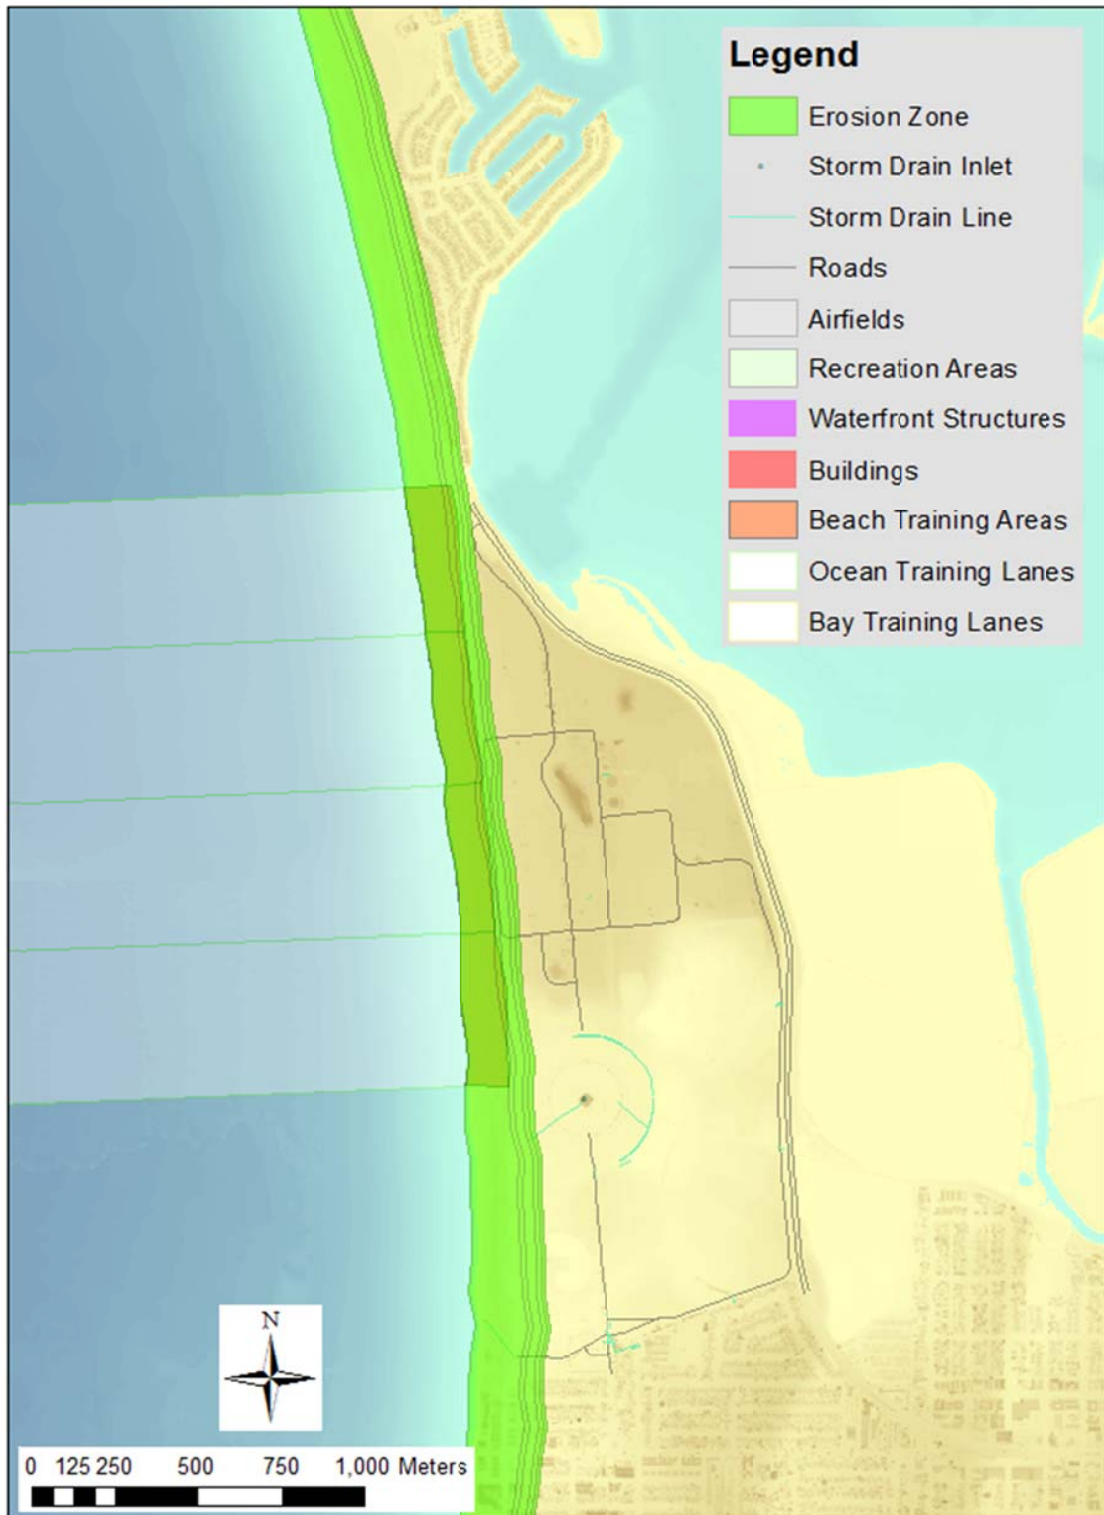 Legend
Erosion Zone
Storm Drain Inlet
Storm Drain Line
Roads
Airfields
Recreation Areas
Waterfront Structures
Buildings
Beach Training Areas
Ocean Training Lanes
Bay Training Lanes
N
0 125 250 500 750 1,000 Meters